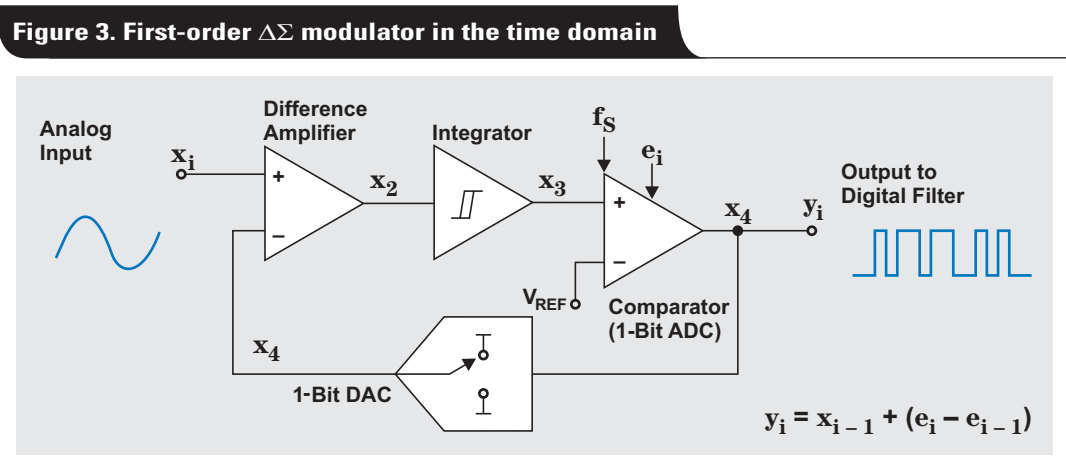 Figure 3. First-order ΔΣ modulator in the time domain
Analog
Input
xi
Difference
Amplifier
+
–
x2
Integrator
x3
fS
ei
+
–
VREF
Comparator
(1-Bit ADC)
x4
yi
Output to
Digital Filter
x4
1-Bit DAC
yi = xi – 1 + (ei – ei – 1)